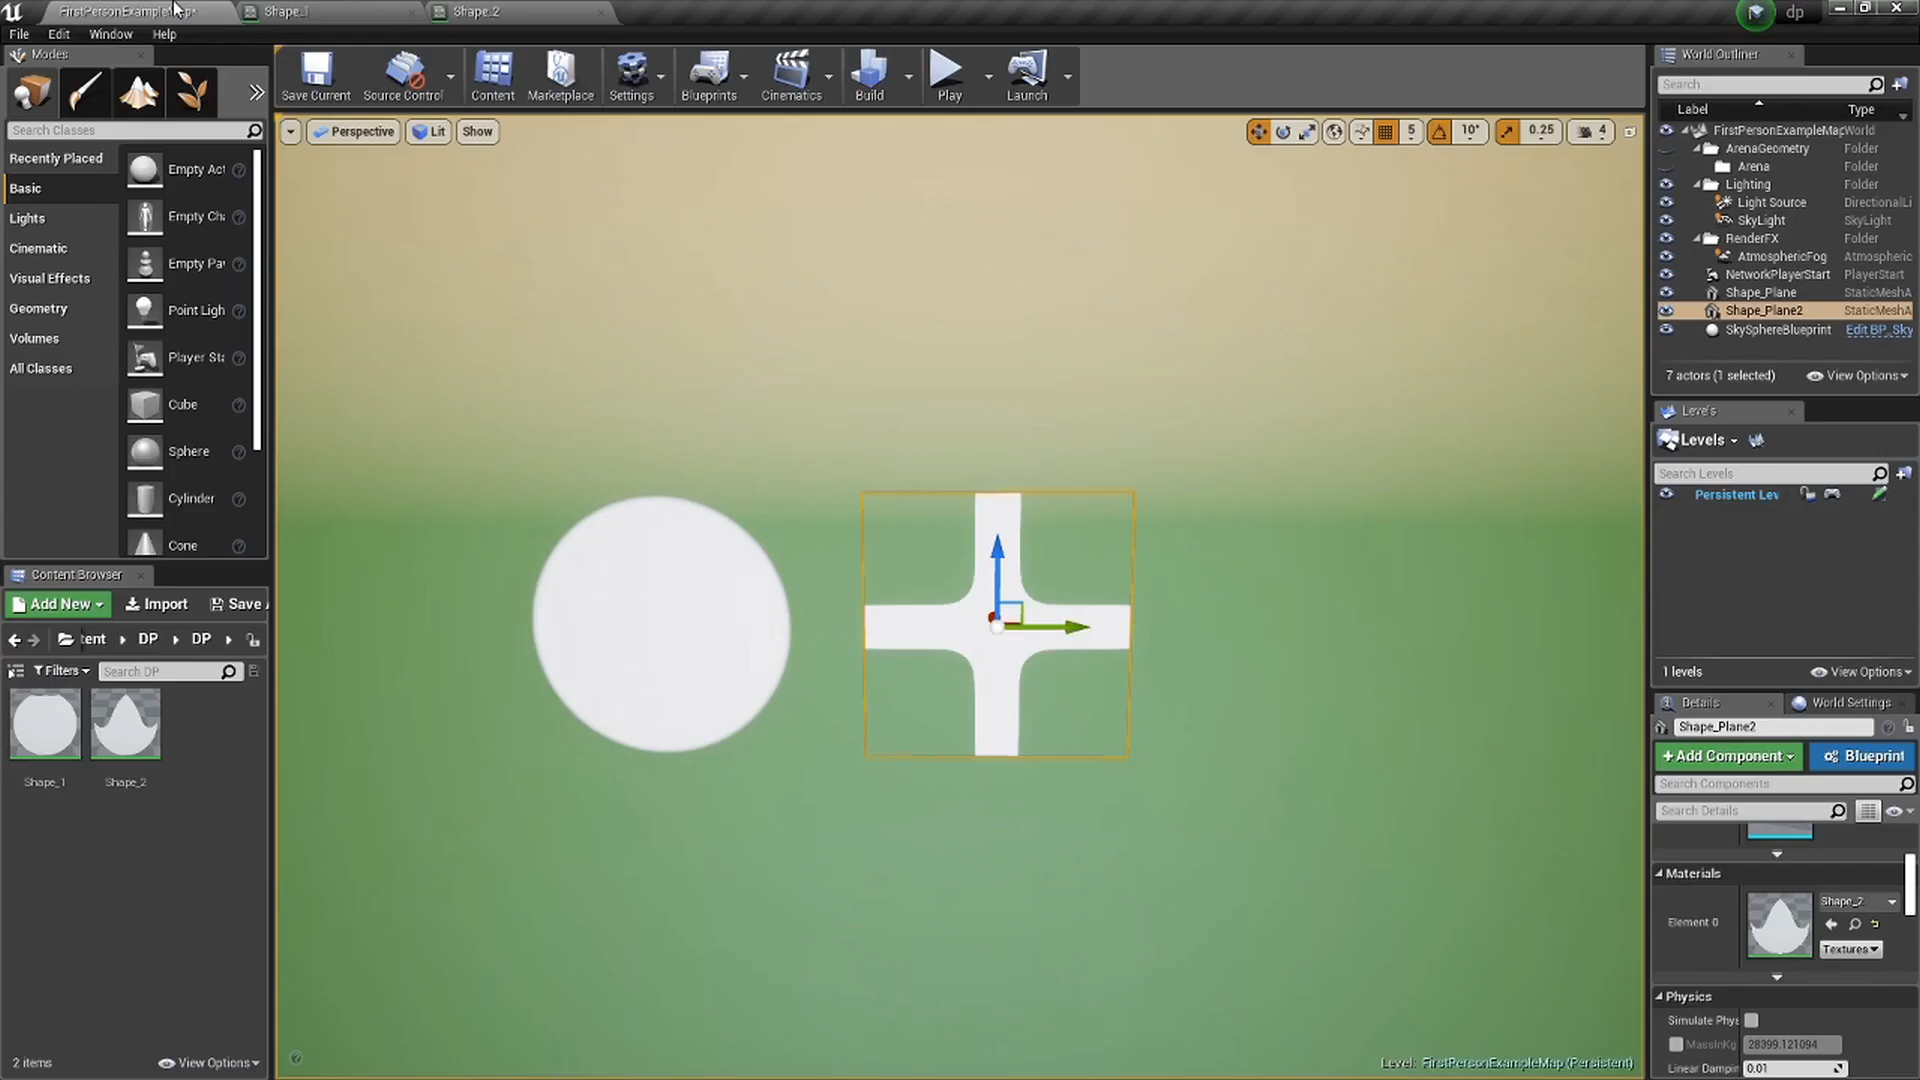 FirstPersonExampleMap*
Shape_1
Shape_2
dp
File
Edit
Window
Help
Modes
Search Classes
Recently Placed
Basic
Lights
Cinematic
Visual Effects
Geometry
Volumes
All Classes
Empty Act
Empty Cha
Empty Pav
Point Ligh
Player Sta
Cube
Sphere
Cylinder
Cone
Content Browser
Add New
Import
Save
tent
DP
DP
Filters
Search DP
Shape_1
Shape_2
2 items
View Options
Save Current
Source Control
Content
Marketplace
Settings
Blueprints
Cinematics
Build
Play
Launch
Perspective
Lit
Show
5
10°
0.25
4
Level: FirstPersonExampleMap (Persistent)
World Outliner
Search...
Label
Type
FirstPersonExampleMap
World
ArenaGeometry
Folder
Arena
Folder
Lighting
Folder
Light Source
DirectionalLi
SkyLight
SkyLight
RenderFX
Folder
AtmosphericFog
Atmospheric
NetworkPlayerStart
PlayerStart
Shape_Plane
StaticMeshA
Shape_Plane2
StaticMeshA
SkySphereBlueprint
Edit BP_Sky
7 actors (1 selected)
View Options
Levels
Levels
Search Levels
Persistent Lev
1 levels
View Options
Details
World Settings
Shape_Plane2
+ Add Component
Blueprint
Search Components
Search Details
Materials
Element 0
Shape_2
Textures
Physics
Simulate Phys
MassInKg
28399.121094
Linear Dampin
0.01